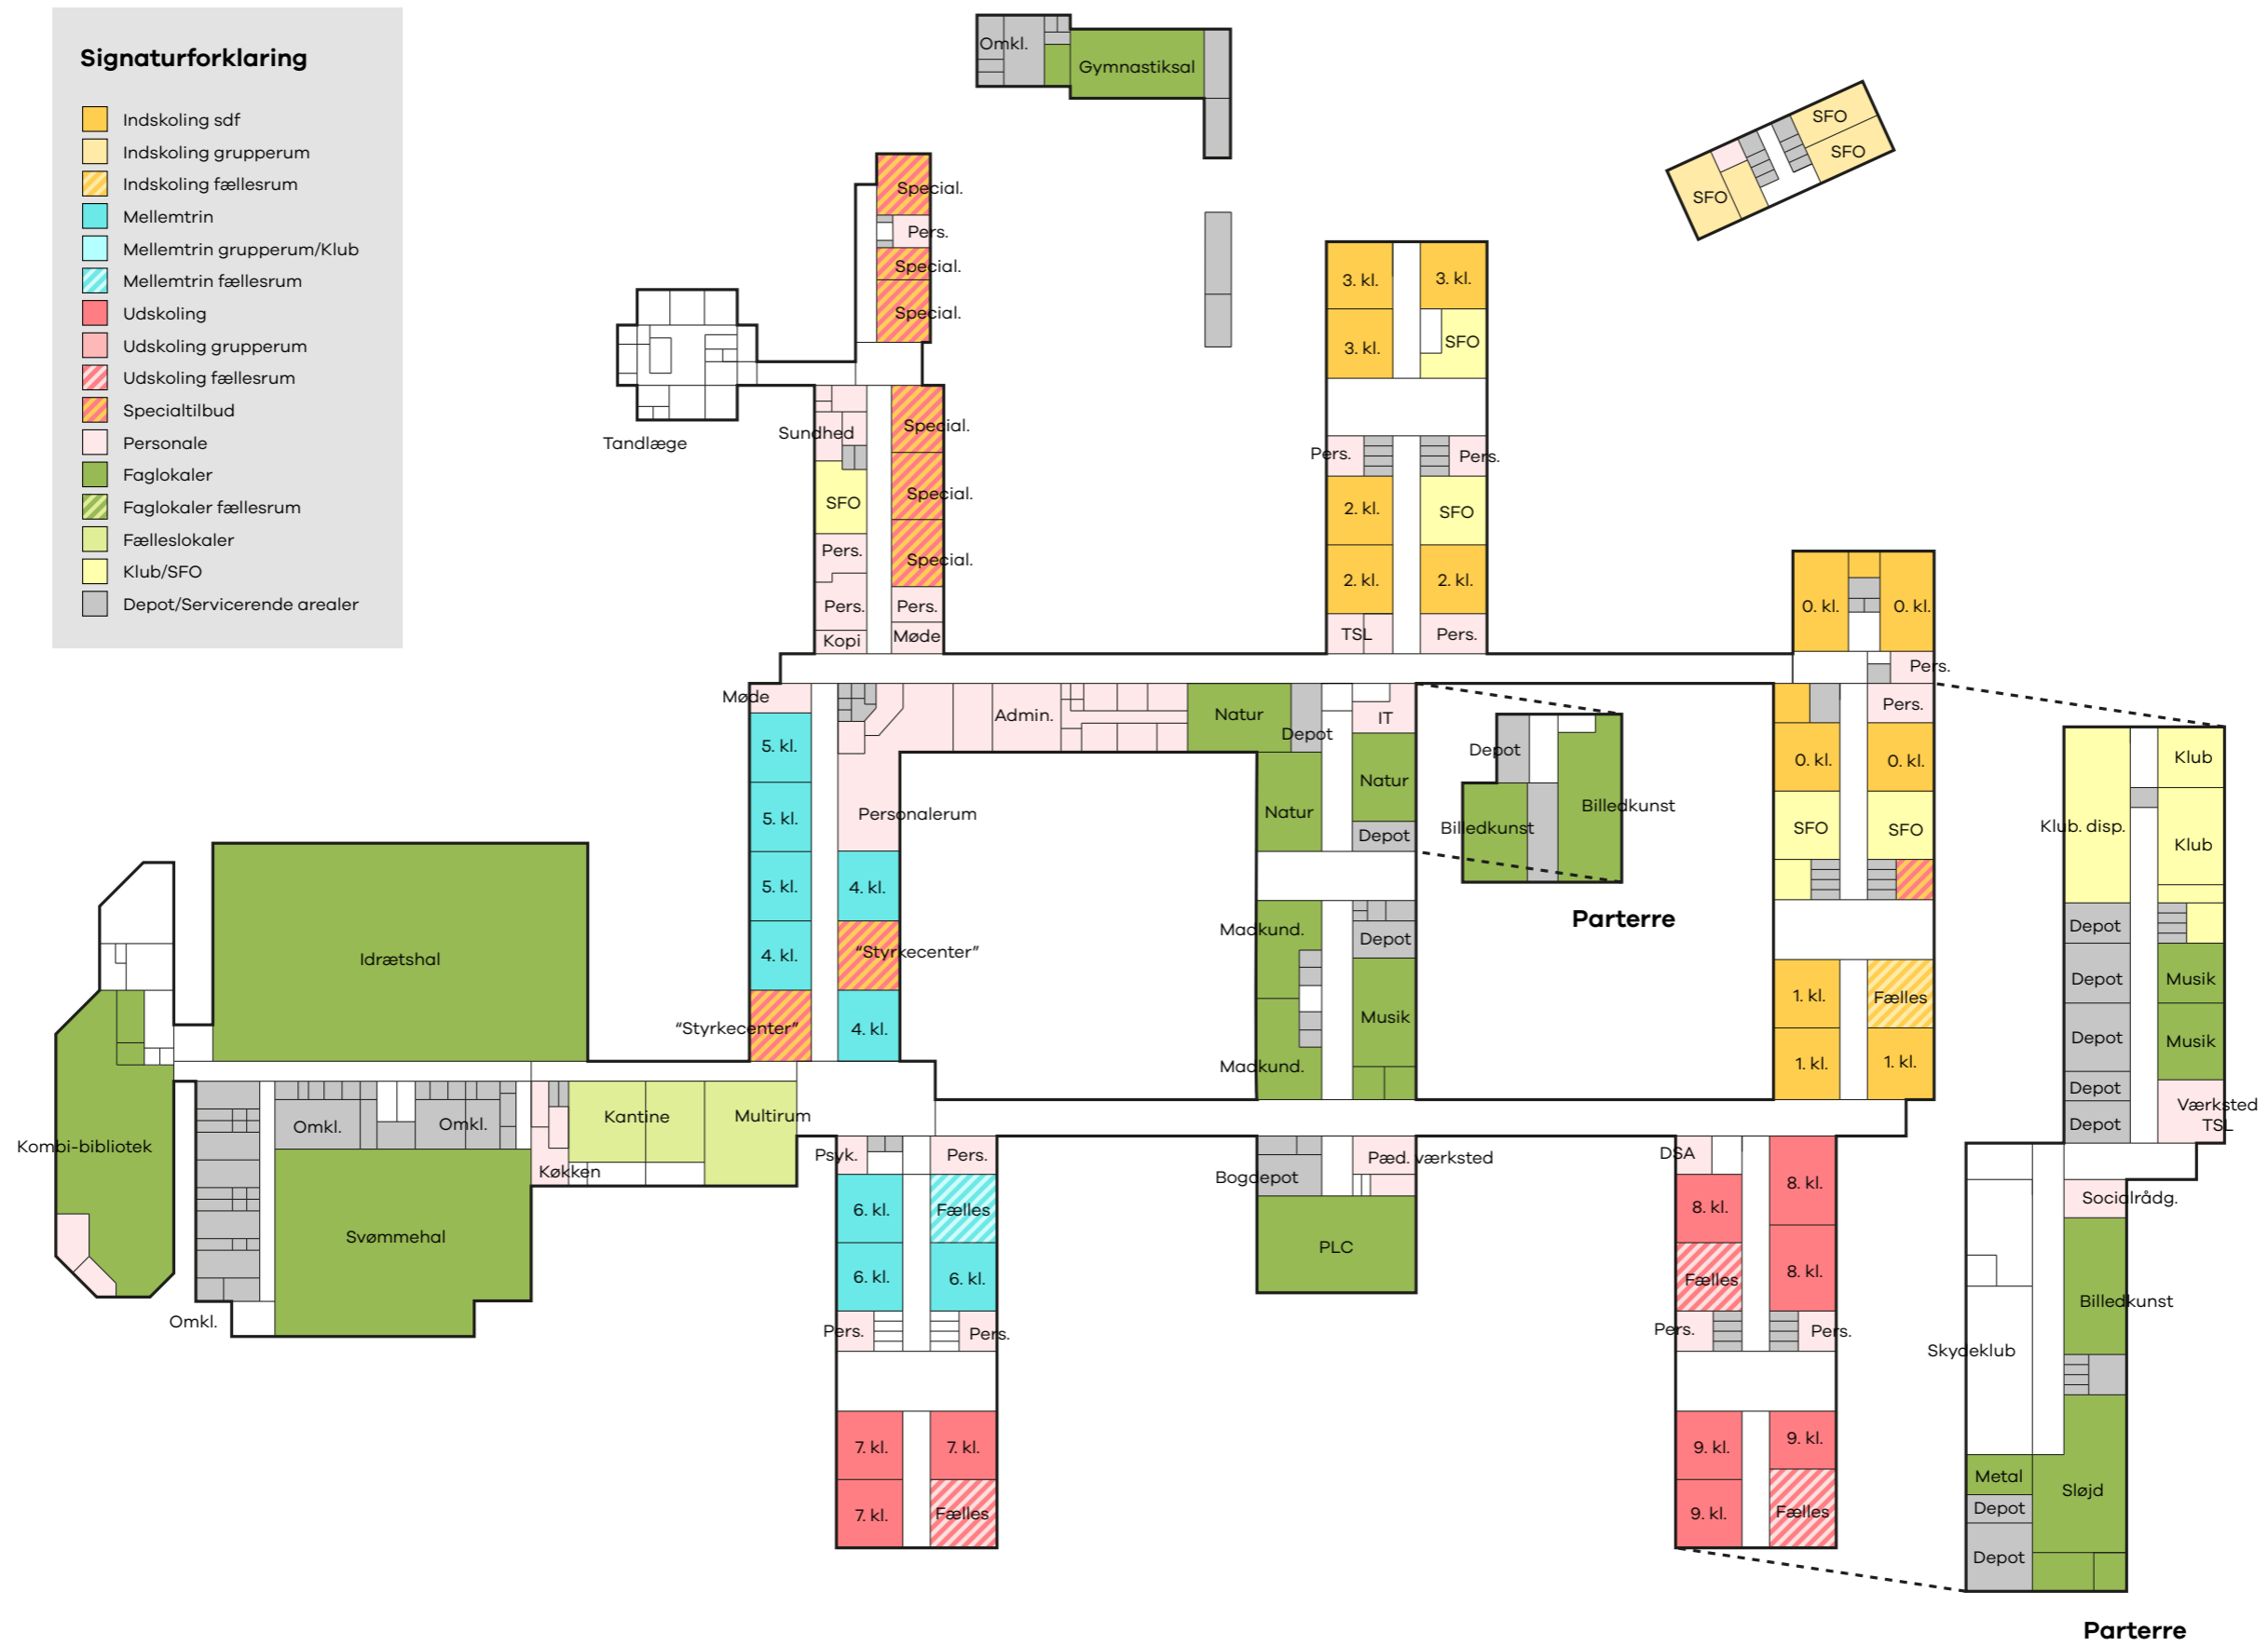 Signaturforklaring
Indskoling sdf
Indskoling grupperum
Indskoling fællesrum
Mellemtrin
Mellemtrin grupperum/Klub
Mellemtrin fællesrum
Udskoling
Udskoling grupperum
Udskoling fællesrum
Specialtilbud
Personale
Faglokaler
Faglokaler fællesrum
Fælleslokaler
Klub/SFO
Depot/Servicerende arealer
Omkl.
Gymnastiksal
SFO
SFO
SFO
Special.
Pers.
Special.
Special.
Tandlæge
Sundhed
Special.
Special.
SFO
Special.
Pers.
Pers.
Pers.
Kopi
Møde
3. kl.
3. kl.
3. kl.
SFO
Pers.
Pers.
2. kl.
SFO
2. kl.
2. kl.
TSL
Pers.
0. kl.
0. kl.
Pers.
Pers.
0. kl.
0. kl.
SFO
SFO
1. kl.
Fælles
1. kl.
1. kl.
Møde
5. kl.
5. kl.
5. kl.
4. kl.
"Styrkecenter"
Admin.
Personalerum
4. kl.
"Styrkecenter"
4. kl.
Natur
Depot
IT
Natur
Natur
Depot
Madkund.
Depot
Musik
Madkund.
Depot
Billedkunst
Billedkunst
Parterre
Klub
Klub. disp.
Klub
Depot
Depot
Musik
Depot
Musik
Depot
Depot
Værksted
TSL
Socialrådg.
Billedkunst
Skydeklub
Metal
Sløjd
Depot
Depot
Parterre
Idrætshal
Kombi-bibliotek
Omkl.
Omkl.
Kantine
Multirum
Køkken
Svømmehal
Omkl.
Psyk.
Pers.
6. kl.
Fælles
6. kl.
6. kl.
Pers.
Pers.
7. kl.
7. kl.
7. kl.
Fælles
Bogdepot
Pæd. værksted
PLC
DSA
8. kl.
8. kl.
Fælles
8. kl.
Pers.
Pers.
9. kl.
9. kl.
9. kl.
Fælles